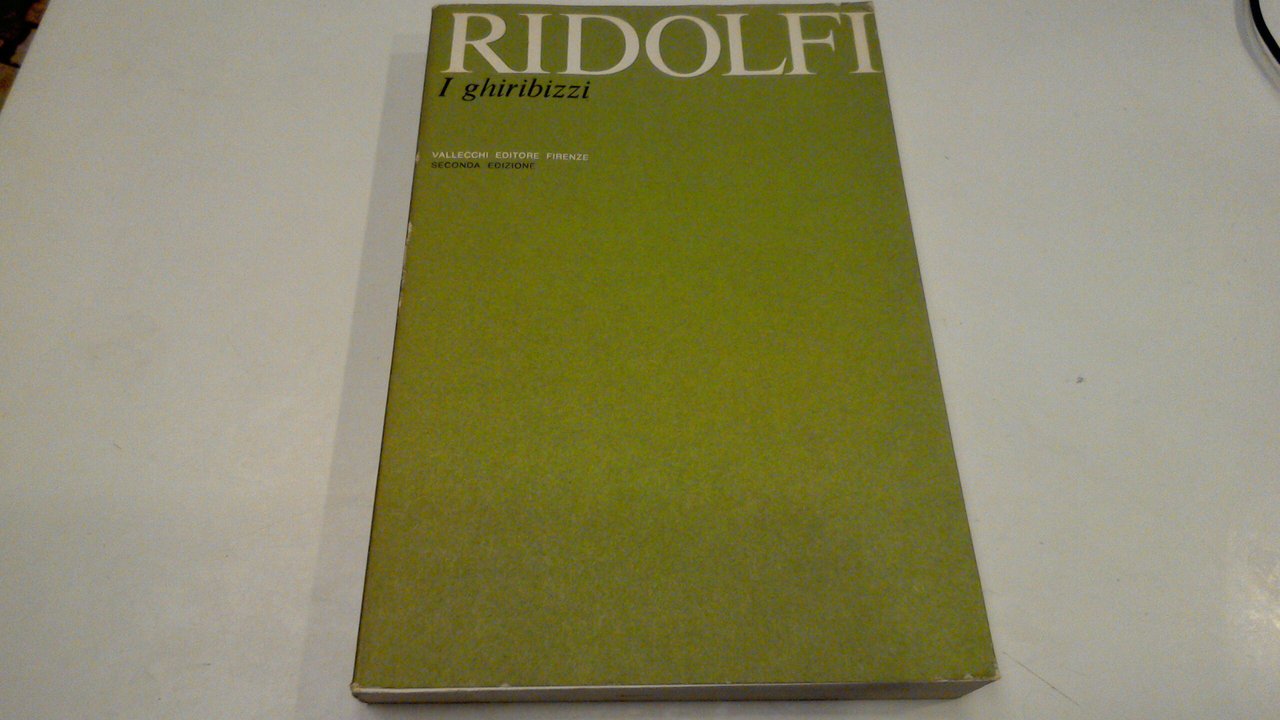 RIDOLFI
I ghiribizzi
VALLECCHI EDITORE FIRENZE
SECONDA EDIZIONE